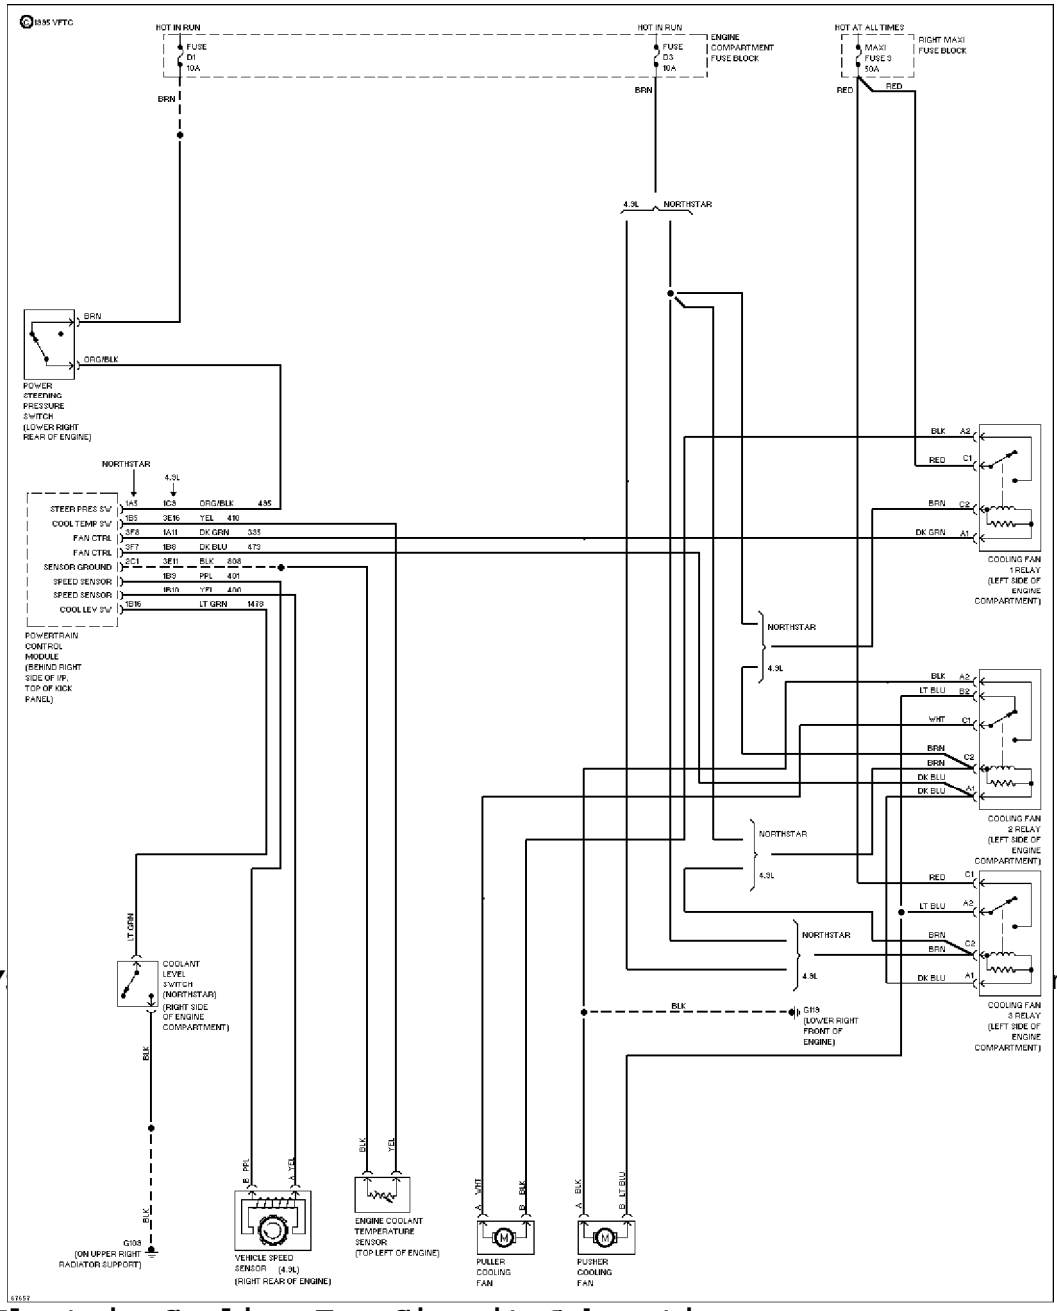 © 1995 VFTC
HOT IN RUN
FUSE
D1
10A
HOT IN RUN
FUSE
D3
10A
ENGINE
COMPARTMENT
FUSE BLOCK
HOT AT ALL TIMES
MAXI
FUSE 3
50A
RIGHT MAXI
FUSE BLOCK
BRN
BRN
RED
RED
4.9L
NORTHSTAR
BRN
ORG/BLK
POWER
STEERING
PRESSURE
SWITCH
(LOWER RIGHT
REAR OF ENGINE)
NORTHSTAR
4.9L
STEER PRES SW 1A5 1C3 ORG/BLK 495
COOL TEMP SW 1B5 3E16 YEL 410
FAN CTRL 3F8 1A11 DK GRN 335
FAN CTRL 3F7 1B8 DK BLU 473
SENSOR GROUND 2C1 3E11 BLK 808
SPEED SENSOR 1B9 PPL 401
SPEED SENSOR 1B10 YEL 400
COOL LEV SW 1B16 LT GRN 1478
POWERTRAIN
CONTROL
MODULE
(BEHIND RIGHT
SIDE OF I/P,
TOP OF KICK
PANEL)
BLK A2
RED C1
BRN C2
DK GRN A1
COOLING FAN
1 RELAY
(LEFT SIDE OF
ENGINE
COMPARTMENT)
NORTHSTAR
4.9L
BLK A2
LT BLU B2
WHT C1
BRN
C2
BRN
DK BLU
A1
DK BLU
COOLING FAN
2 RELAY
(LEFT SIDE OF
ENGINE
COMPARTMENT)
NORTHSTAR
4.9L
RED C1
LT BLU A2
BRN
C2
BRN
DK BLU A1
COOLING FAN
3 RELAY
(LEFT SIDE OF
ENGINE
COMPARTMENT)
NORTHSTAR
4.9L
BLK
G119
(LOWER RIGHT
FRONT OF
ENGINE)
LT GRN
COOLANT
LEVEL
SWITCH
(NORTHSTAR)
(RIGHT SIDE
OF ENGINE
COMPARTMENT)
BLK
BLK
G103
(ON UPPER RIGHT
RADIATOR SUPPORT)
B PPL
A YEL
VEHICLE SPEED
SENSOR (4.9L)
(RIGHT REAR OF ENGINE)
BLK
YEL
ENGINE COOLANT
TEMPERATURE
SENSOR
(TOP LEFT OF ENGINE)
A WHT
B BLK
M
PULLER
COOLING
FAN
A BLK
B LT BLU
M
PUSHER
COOLING
FAN
67657